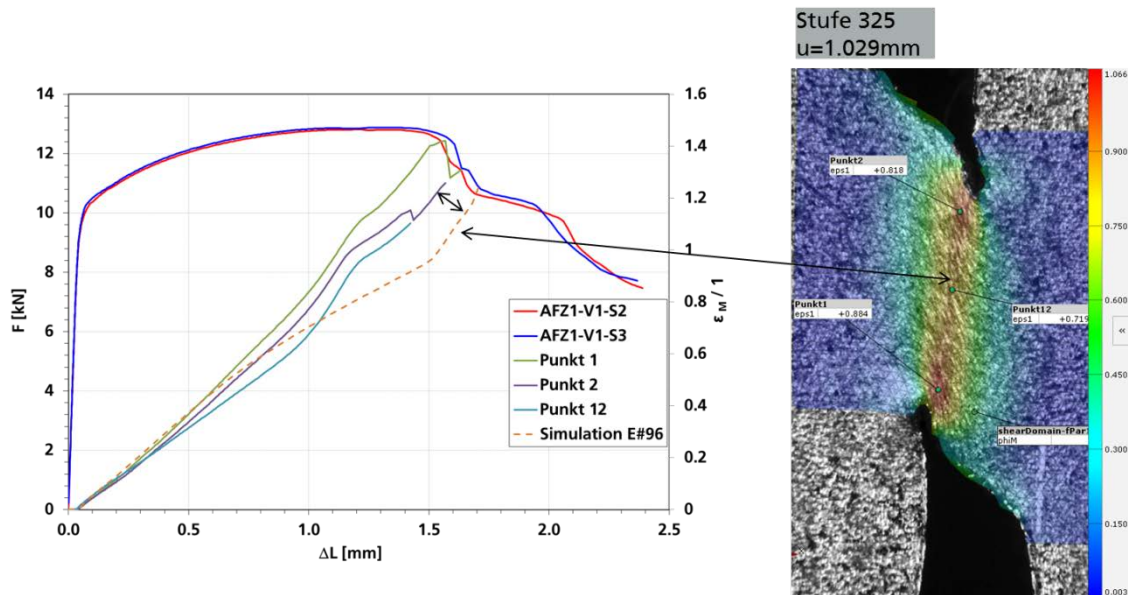 Stufe 325
u=1.029mm
14
12
10
8
6
4
2
0
F [kN]
0.0
0.5
1.0
1.5
2.0
2.5
ΔL [mm]
1.6
1.4
1.2
1
0.8
0.6
0.4
0.2
0
ε M / 1
AFZ1-V1-S2
AFZ1-V1-S3
Punkt 1
Punkt 2
Punkt 12
Simulation E#96
Punkt2
eps1 +0.818
Punkt1
eps1 +0.884
Punkt12
eps1 +0.719
shearDomain-fPar
phiM
1.066
0.900
0.750
0.600
0.450
0.300
0.150
0.003
«